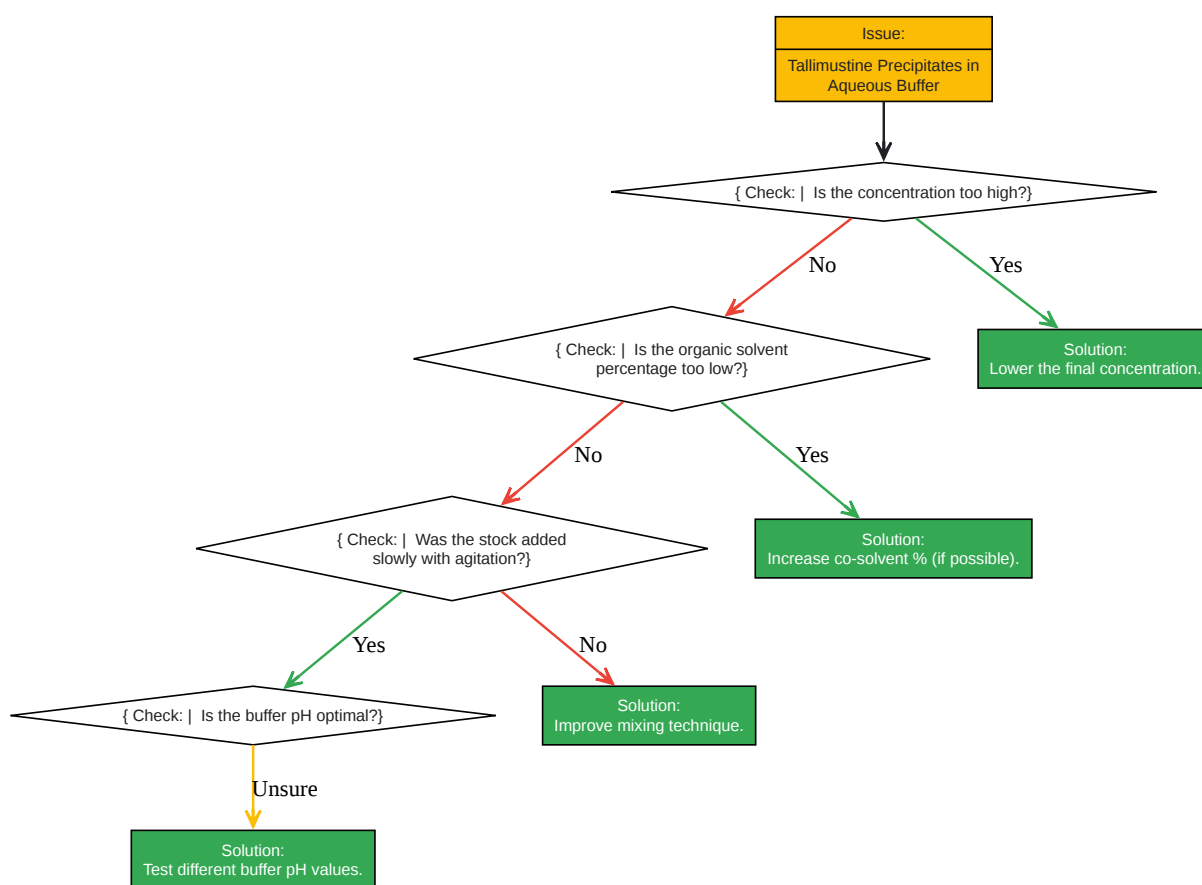 Issue:
Tallimustine Precipitates in
Aqueous Buffer
{ Check: |  Is the concentration too high?}
No
Yes
{ Check: |  Is the organic solvent
percentage too low?}
Solution:
Lower the final concentration.
No
Yes
{ Check: |  Was the stock added
slowly with agitation?}
Solution:
Increase co-solvent % (if possible).
Yes
No
{ Check: |  Is the buffer pH optimal?}
Solution:
Improve mixing technique.
Unsure
Solution:
Test different buffer pH values.